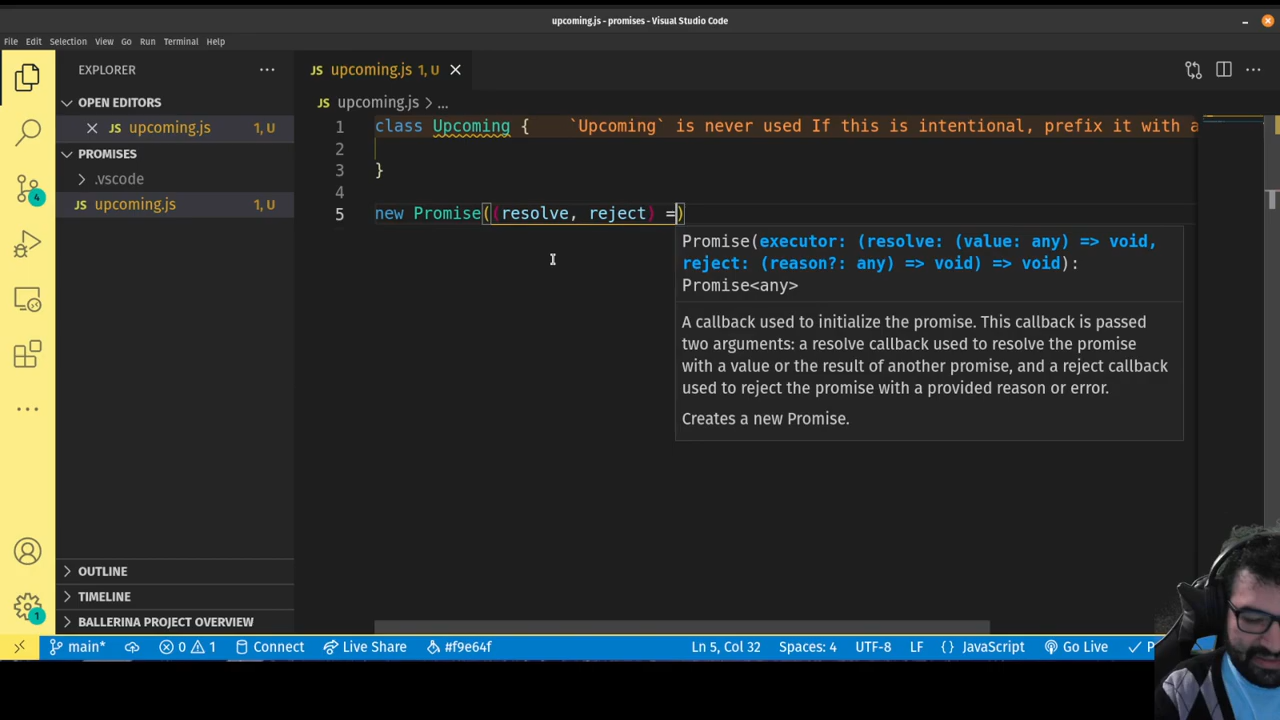 upcoming.js - promises - Visual Studio Code
File Edit Selection View Go Run Terminal Help
EXPLORER
JS upcoming.js 1, U
OPEN EDITORS
JS upcoming.js > ...
JS upcoming.js 1, U
1 class Upcoming { `Upcoming` is never used If this is intentional, prefix it with a
PROMISES
2
3 }
.vscode
4
JS upcoming.js 1, U
5 new Promise((resolve, reject) =)
Promise(executor: (resolve: (value: any) => void,
reject: (reason?: any) => void) => void):
Promise<any>
A callback used to initialize the promise. This callback is passed
two arguments: a resolve callback used to resolve the promise
with a value or the result of another promise, and a reject callback
used to reject the promise with a provided reason or error.
Creates a new Promise.
4
OUTLINE
TIMELINE
BALLERINA PROJECT OVERVIEW
1
main* 0 1 Connect Live Share #f9e64f Ln 5, Col 32 Spaces: 4 UTF-8 LF {} JavaScript Go Live